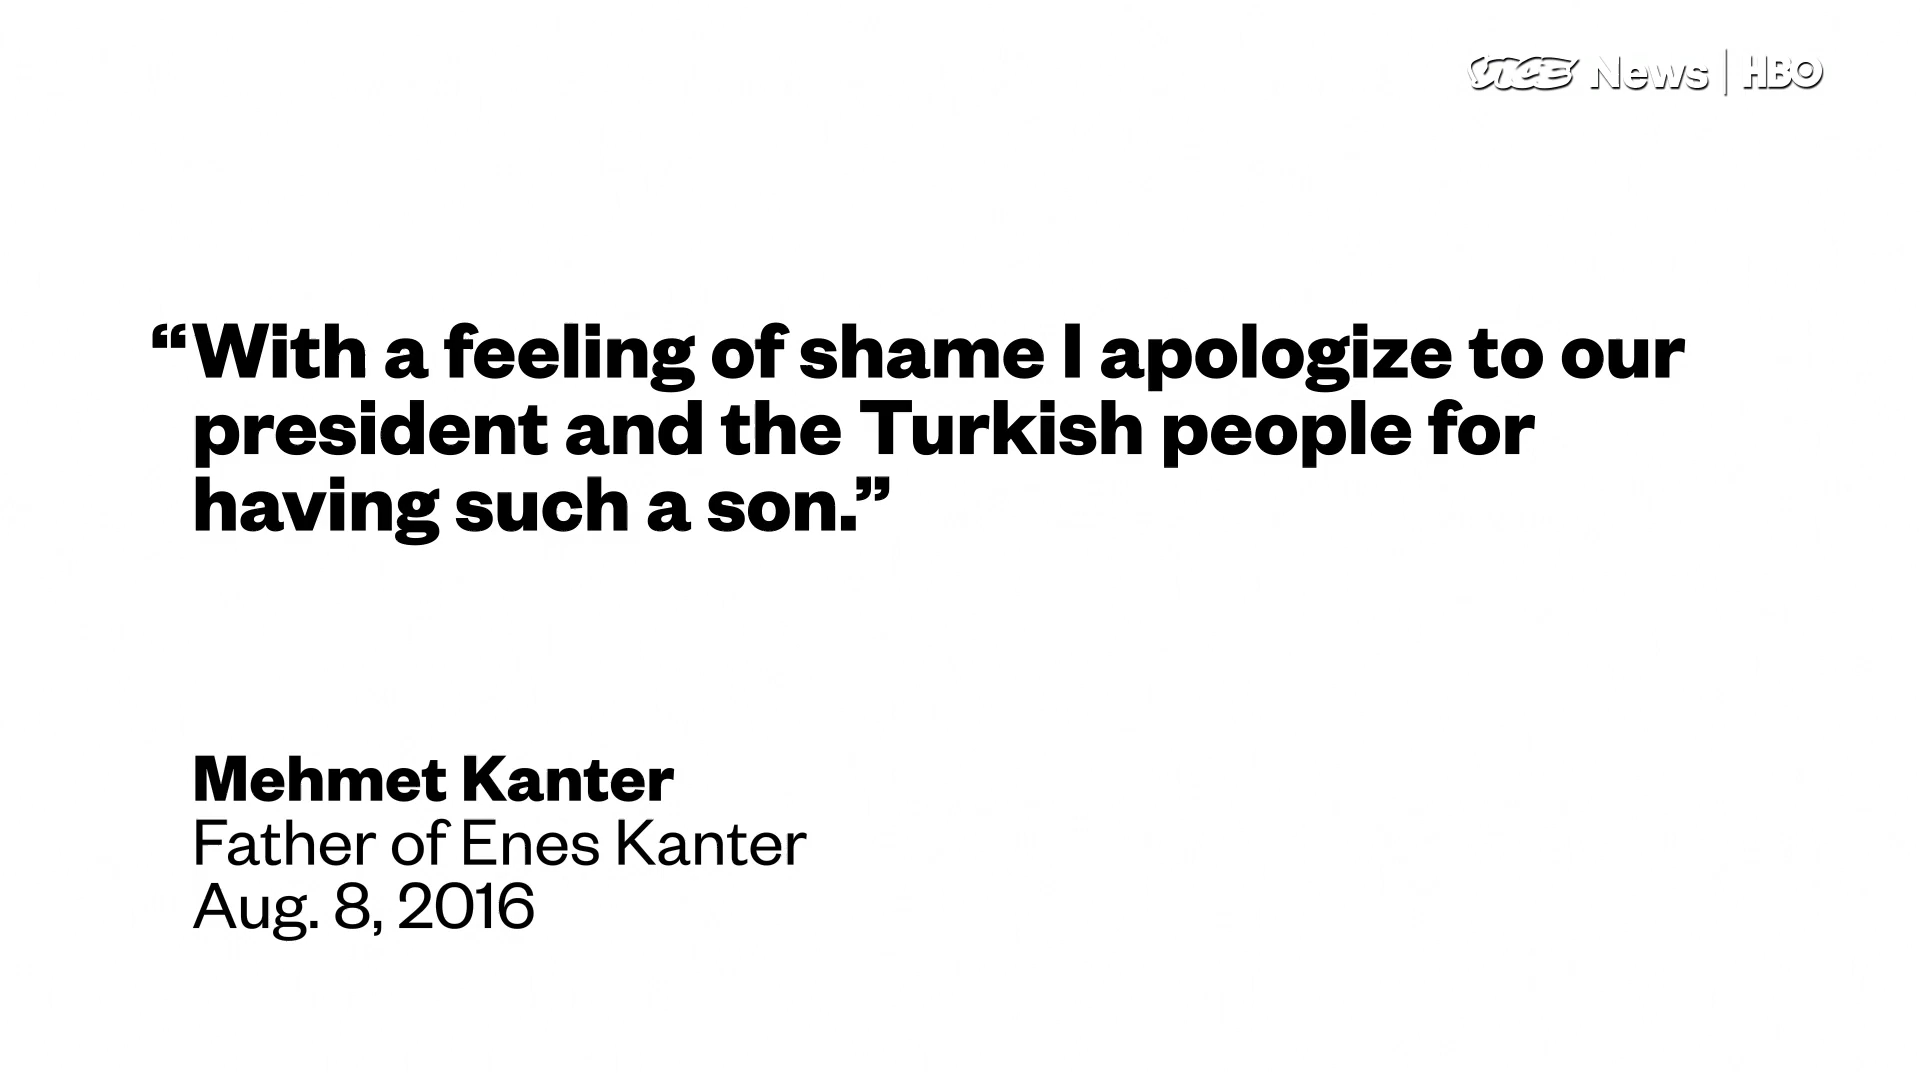 VICE News | HBO
“With a feeling of shame I apologize to our
president and the Turkish people for
having such a son.”
Mehmet Kanter
Father of Enes Kanter
Aug. 8, 2016